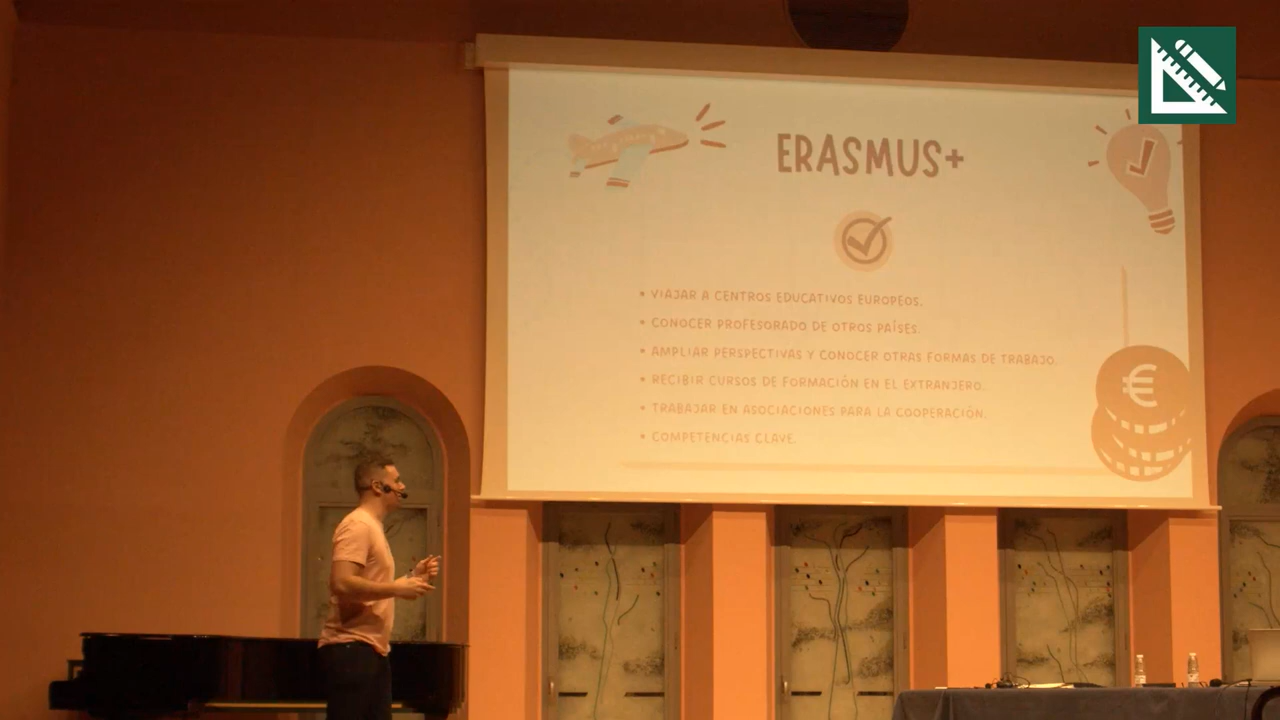 ERASMUS+
• VIAJAR A CENTROS EDUCATIVOS EUROPEOS.
• CONOCER PROFESORADO DE OTROS PAÍSES.
• AMPLIAR PERSPECTIVAS Y CONOCER OTRAS FORMAS DE TRABAJO.
• RECIBIR CURSOS DE FORMACIÓN EN EL EXTRANJERO.
• TRABAJAR EN ASOCIACIONES PARA LA COOPERACIÓN.
• COMPETENCIAS CLAVE.
€